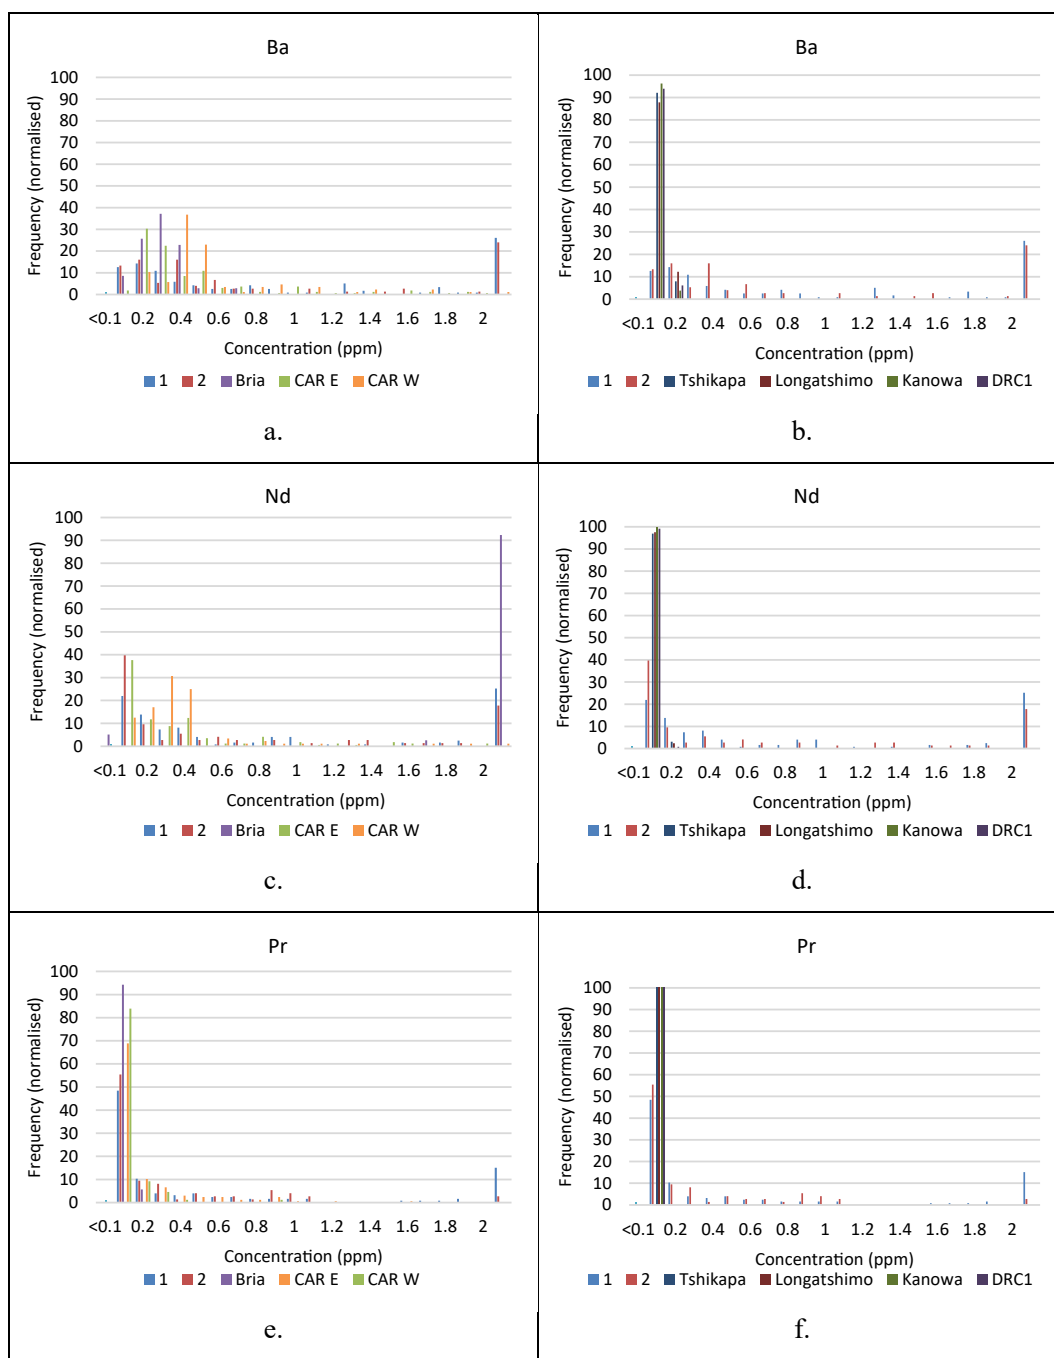 Ba
100
90
80
70
60
50
40
30
20
10
0
Frequency (normalised)
<0.1 0.2 0.4 0.6 0.8 1 1.2 1.4 1.6 1.8 2
Concentration (ppm)
1 2 Bria CAR E CAR W
a.
Ba
100
90
80
70
60
50
40
30
20
10
0
Frequency (normalised)
<0.1 0.2 0.4 0.6 0.8 1 1.2 1.4 1.6 1.8 2
Concentration (ppm)
1 2 Tshikapa Longatshimo Kanowa DRC1
b.
Nd
100
90
80
70
60
50
40
30
20
10
0
Frequency (normalised)
<0.1 0.2 0.4 0.6 0.8 1 1.2 1.4 1.6 1.8 2
Concentration (ppm)
1 2 Bria CAR E CAR W
c.
Nd
100
90
80
70
60
50
40
30
20
10
0
Frequency (normalised)
<0.1 0.2 0.4 0.6 0.8 1 1.2 1.4 1.6 1.8 2
Concentration (ppm)
1 2 Tshikapa Longatshimo Kanowa DRC1
d.
Pr
100
90
80
70
60
50
40
30
20
10
0
Frequency (normalised)
<0.1 0.2 0.4 0.6 0.8 1 1.2 1.4 1.6 1.8 2
Concentration (ppm)
1 2 Bria CAR E CAR W
e.
Pr
100
90
80
70
60
50
40
30
20
10
0
Frequency (normalised)
<0.1 0.2 0.4 0.6 0.8 1 1.2 1.4 1.6 1.8 2
Concentration (ppm)
1 2 Tshikapa Longatshimo Kanowa DRC1
f.